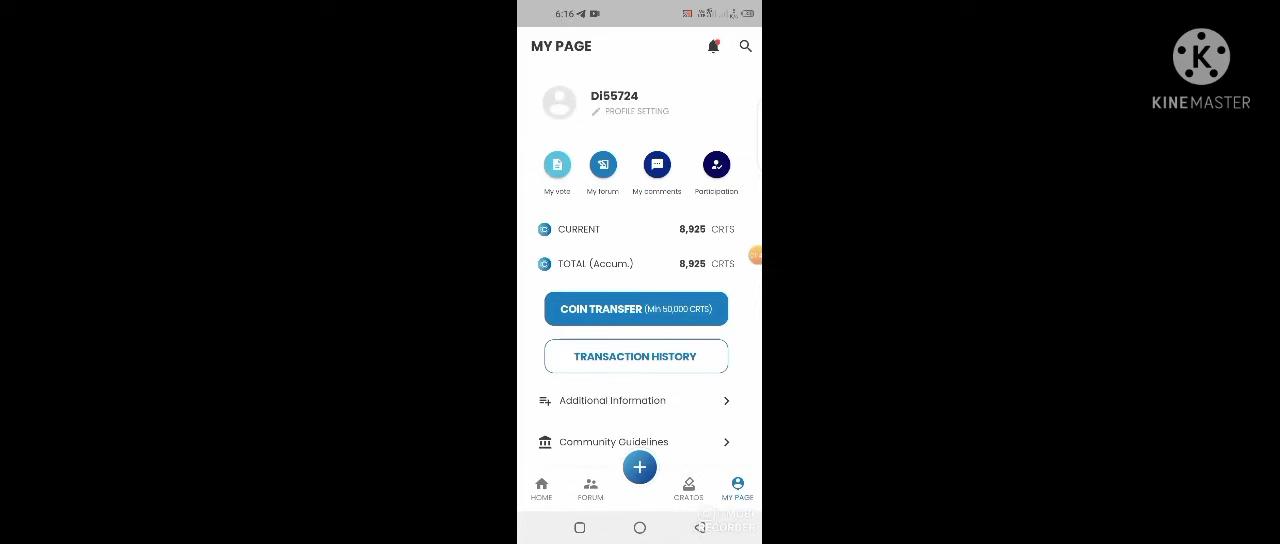 6:16
MY PAGE
K
KINEMASTER
Di55724
PROFILE SETTING
My vote
My forum
My comments
Participation
CURRENT 8,925 CRTS
TOTAL (Accum.) 8,925 CRTS
COIN TRANSFER (Min 50,000 CRTS)
TRANSACTION HISTORY
Additional Information
Community Guidelines
HOME
FORUM
CRATOS
MY PAGE
RECORDER